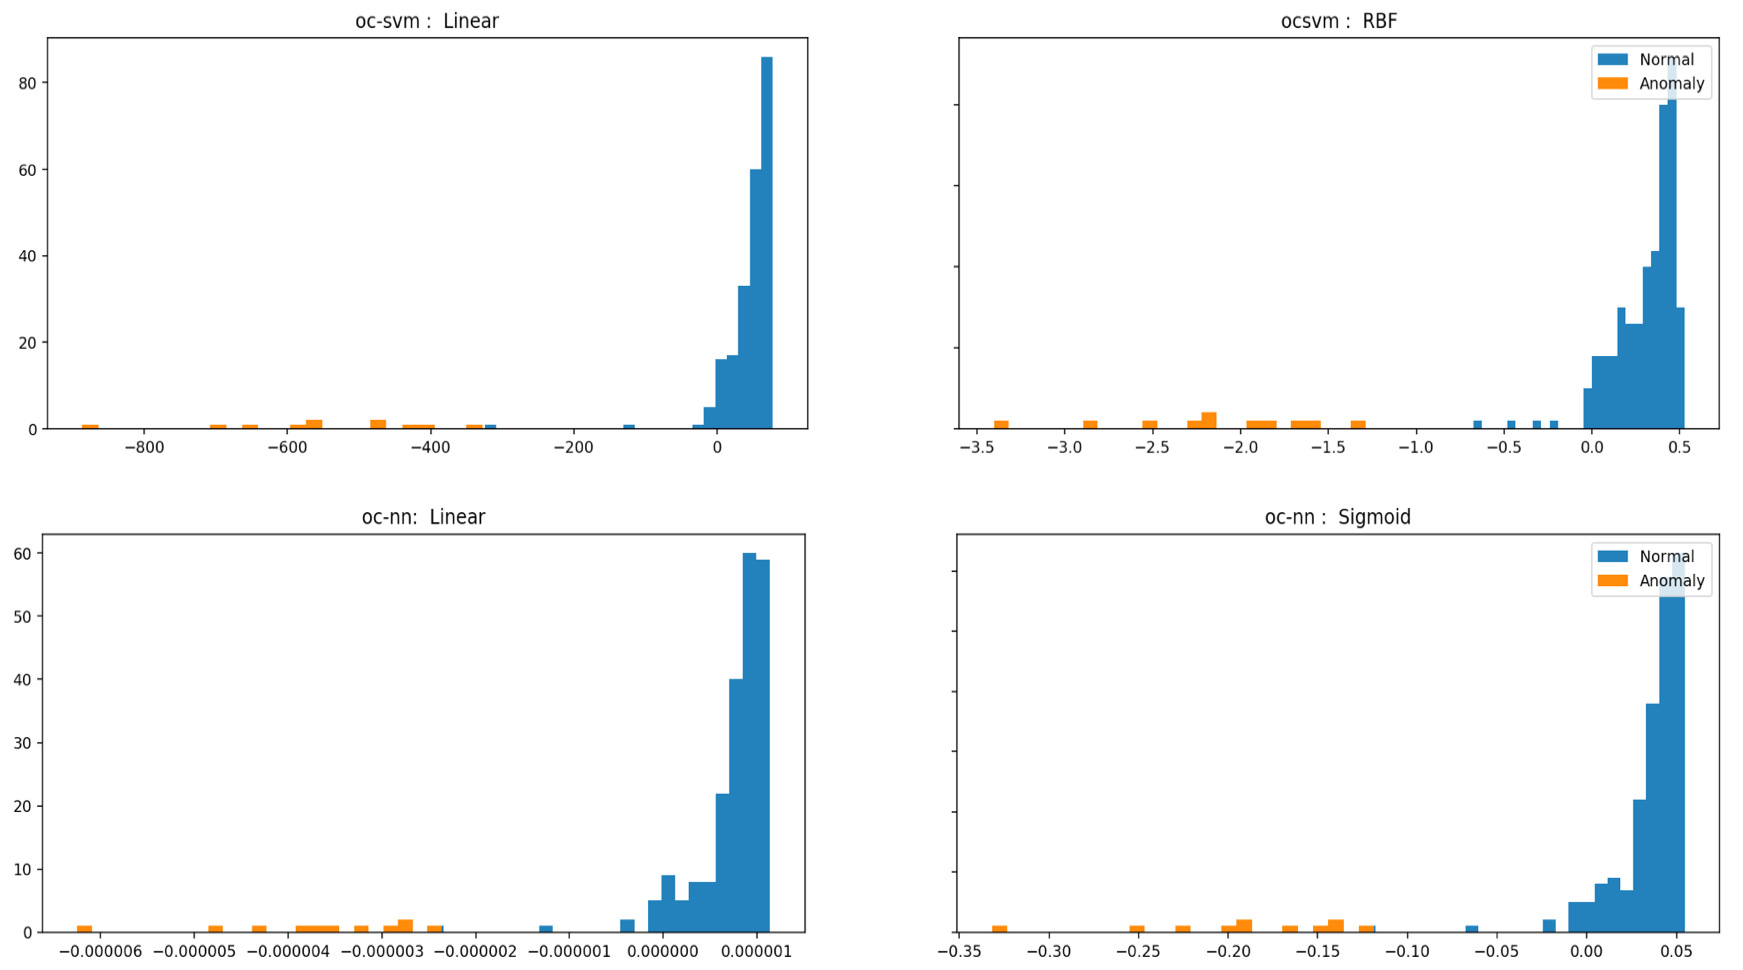 oc-svm : Linear
80
60
40
20
0
−800 −600 −400 −200 0
ocsvm : RBF
Normal
Anomaly
−3.5 −3.0 −2.5 −2.0 −1.5 −1.0 −0.5 0.0 0.5
oc-nn: Linear
60
50
40
30
20
10
0
−0.000006 −0.000005 −0.000004 −0.000003 −0.000002 −0.000001 0.000000 0.000001
oc-nn : Sigmoid
Normal
Anomaly
−0.35 −0.30 −0.25 −0.20 −0.15 −0.10 −0.05 0.00 0.05